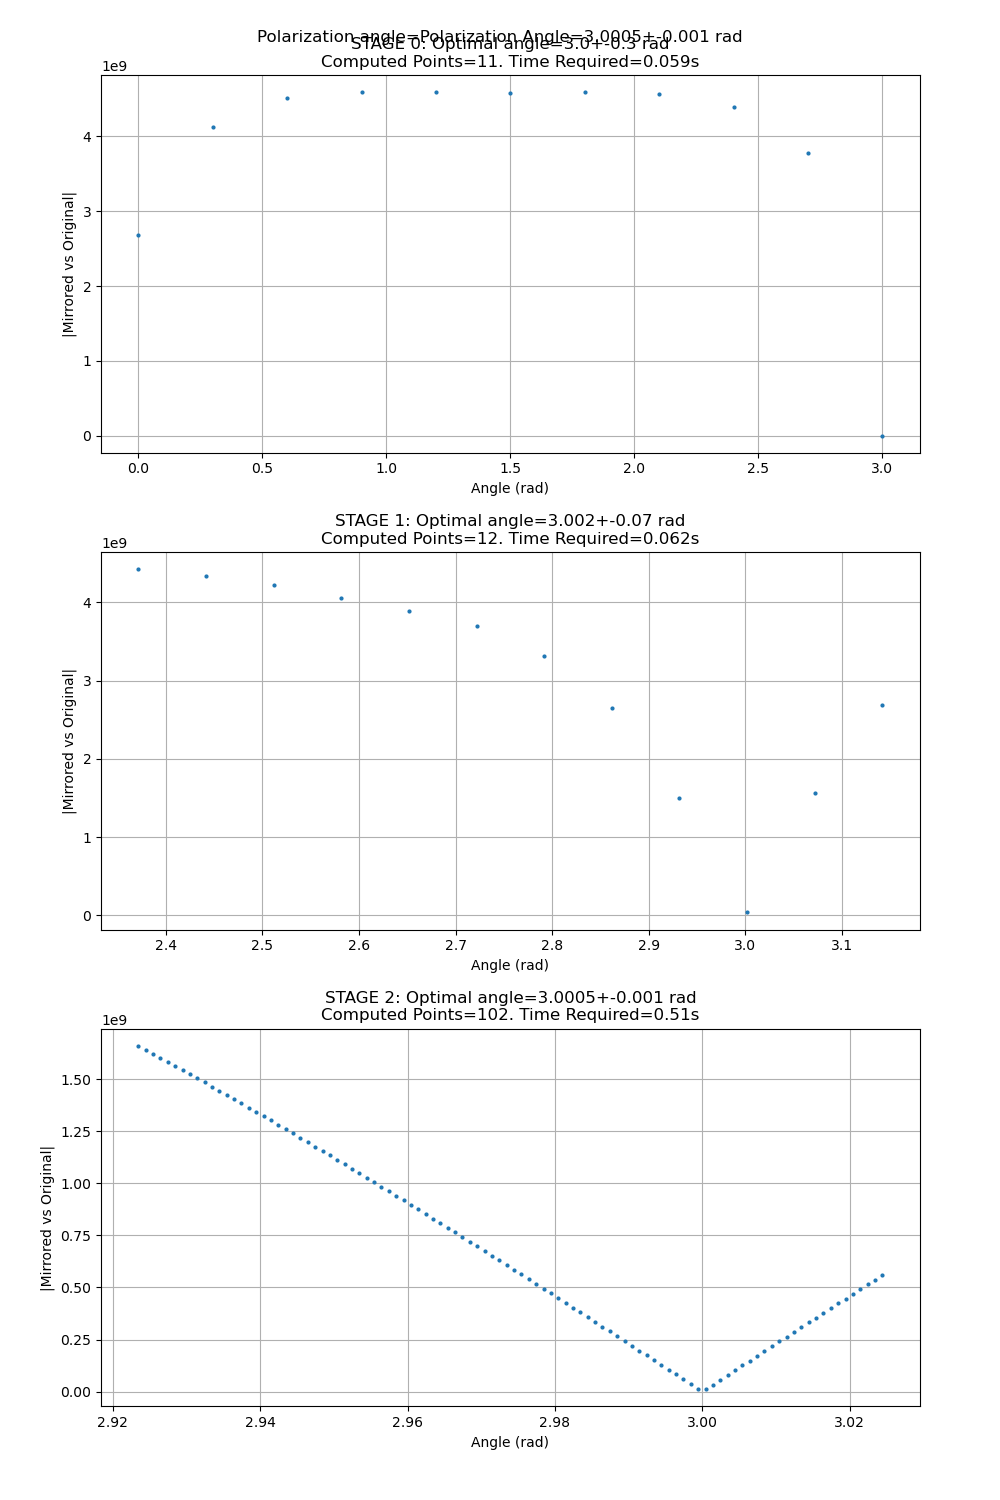 Polarization angle=Polarization Angle=3.0005+-0.001 rad
STAGE 0: Optimal angle=3.0+-0.3 rad
Computed Points=11. Time Required=0.059s
1e9
4
3
2
1
0
|Mirrored vs Original|
0.0 0.5 1.0 1.5 2.0 2.5 3.0
Angle (rad)
STAGE 1: Optimal angle=3.002+-0.07 rad
Computed Points=12. Time Required=0.062s
1e9
4
3
2
1
0
|Mirrored vs Original|
2.4 2.5 2.6 2.7 2.8 2.9 3.0 3.1
Angle (rad)
STAGE 2: Optimal angle=3.0005+-0.001 rad
Computed Points=102. Time Required=0.51s
1e9
1.50
1.25
1.00
0.75
0.50
0.25
0.00
|Mirrored vs Original|
2.92 2.94 2.96 2.98 3.00 3.02
Angle (rad)